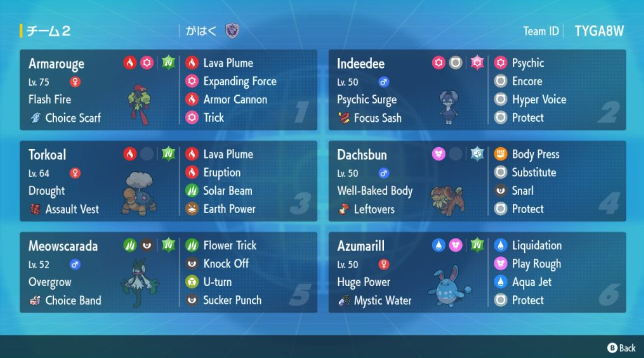 チーム2
かはく
Team ID TYGA8W
Armarouge
Lv. 75
Flash Fire
Choice Scarf
Lava Plume
Expanding Force
Armor Cannon
Trick
1
Indeedee
Lv. 50
Psychic Surge
Focus Sash
Psychic
Encore
Hyper Voice
Protect
2
Torkoal
Lv. 64
Drought
Assault Vest
Lava Plume
Eruption
Solar Beam
Earth Power
3
Dachsbun
Lv. 50
Well-Baked Body
Leftovers
Body Press
Substitute
Snarl
Protect
4
Meowscarada
Lv. 52
Overgrow
Choice Band
Flower Trick
Knock Off
U-turn
Sucker Punch
5
Azumarill
Lv. 50
Huge Power
Mystic Water
Liquidation
Play Rough
Aqua Jet
Protect
6
B Back